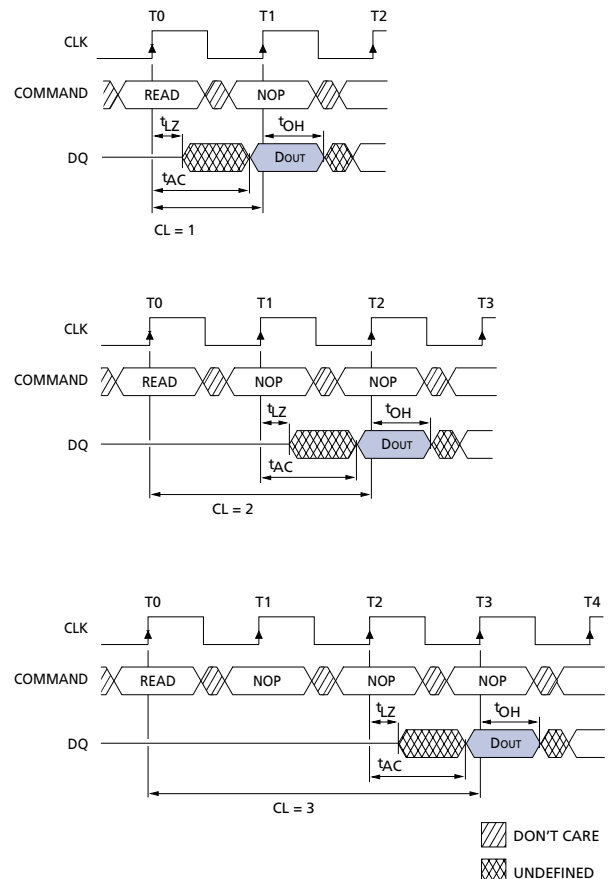 T0 T1 T2
CLK
COMMAND READ NOP
tLZ tOH
DQ DOUT
tAC
CL = 1
T0 T1 T2 T3
CLK
COMMAND READ NOP NOP
tLZ tOH
DQ DOUT
tAC
CL = 2
T0 T1 T2 T3 T4
CLK
COMMAND READ NOP NOP NOP
tLZ tOH
DQ DOUT
tAC
CL = 3
DON'T CARE
UNDEFINED